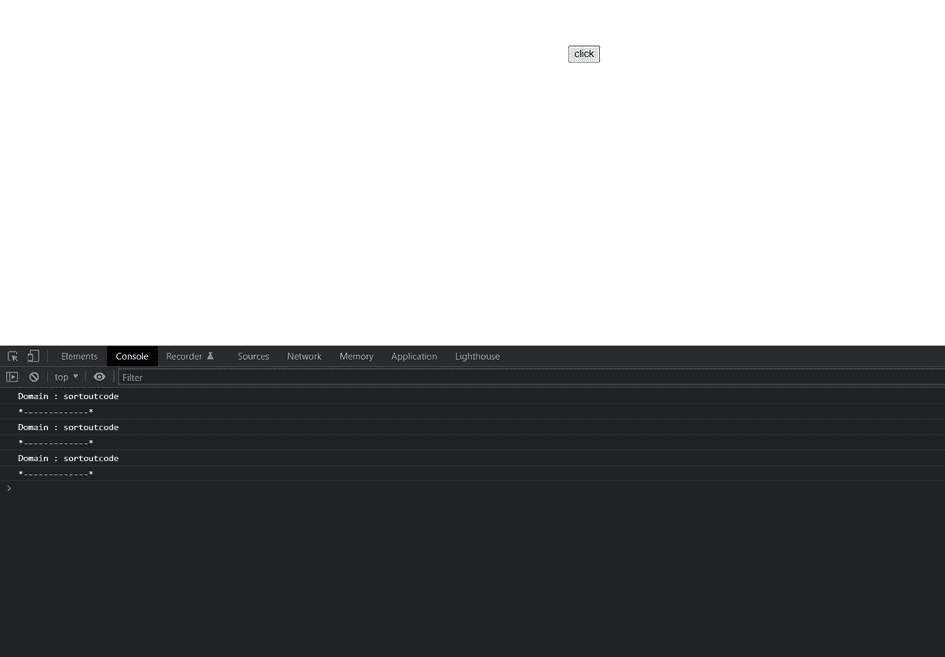 click
Elements Console Recorder Sources Network Memory Application Lighthouse
top Filter
Domain : sortoutcode
*-------------*
Domain : sortoutcode
*-------------*
Domain : sortoutcode
*-------------*
>